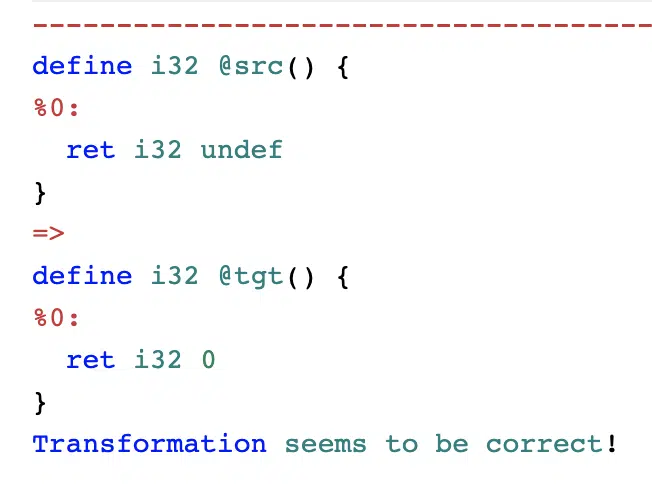 ----------------------------------------
define i32 @src() {
%0:
  ret i32 undef
}
=>
define i32 @tgt() {
%0:
  ret i32 0
}
Transformation seems to be correct!